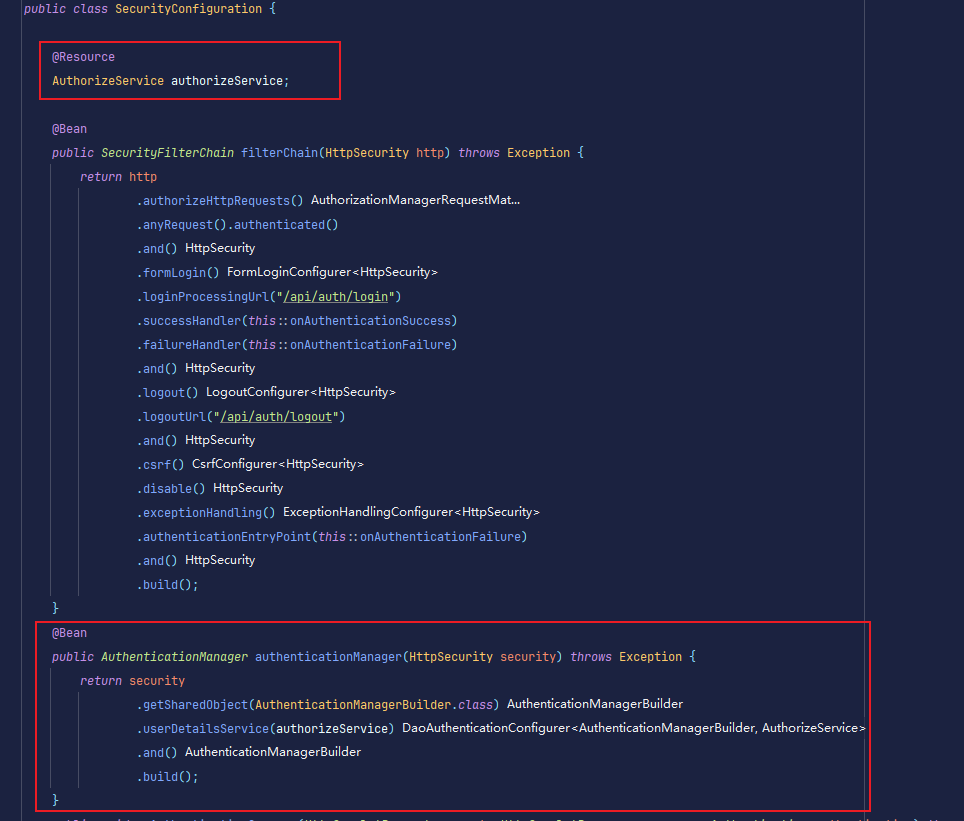 public class SecurityConfiguration {
@Resource
AuthorizeService authorizeService;
@Bean
public SecurityFilterChain filterChain(HttpSecurity http) throws Exception {
return http
.authorizeHttpRequests() AuthorizationManagerRequestMat...
.anyRequest().authenticated()
.and() HttpSecurity
.formLogin() FormLoginConfigurer<HttpSecurity>
.loginProcessingUrl("/api/auth/login")
.successHandler(this::onAuthenticationSuccess)
.failureHandler(this::onAuthenticationFailure)
.and() HttpSecurity
.logout() LogoutConfigurer<HttpSecurity>
.logoutUrl("/api/auth/logout")
.and() HttpSecurity
.csrf() CsrfConfigurer<HttpSecurity>
.disable() HttpSecurity
.exceptionHandling() ExceptionHandlingConfigurer<HttpSecurity>
.authenticationEntryPoint(this::onAuthenticationFailure)
.and() HttpSecurity
.build();
}
@Bean
public AuthenticationManager authenticationManager(HttpSecurity security) throws Exception {
return security
.getSharedObject(AuthenticationManagerBuilder.class) AuthenticationManagerBuilder
.userDetailsService(authorizeService) DaoAuthenticationConfigurer<AuthenticationManagerBuilder, AuthorizeService>
.and() AuthenticationManagerBuilder
.build();
}